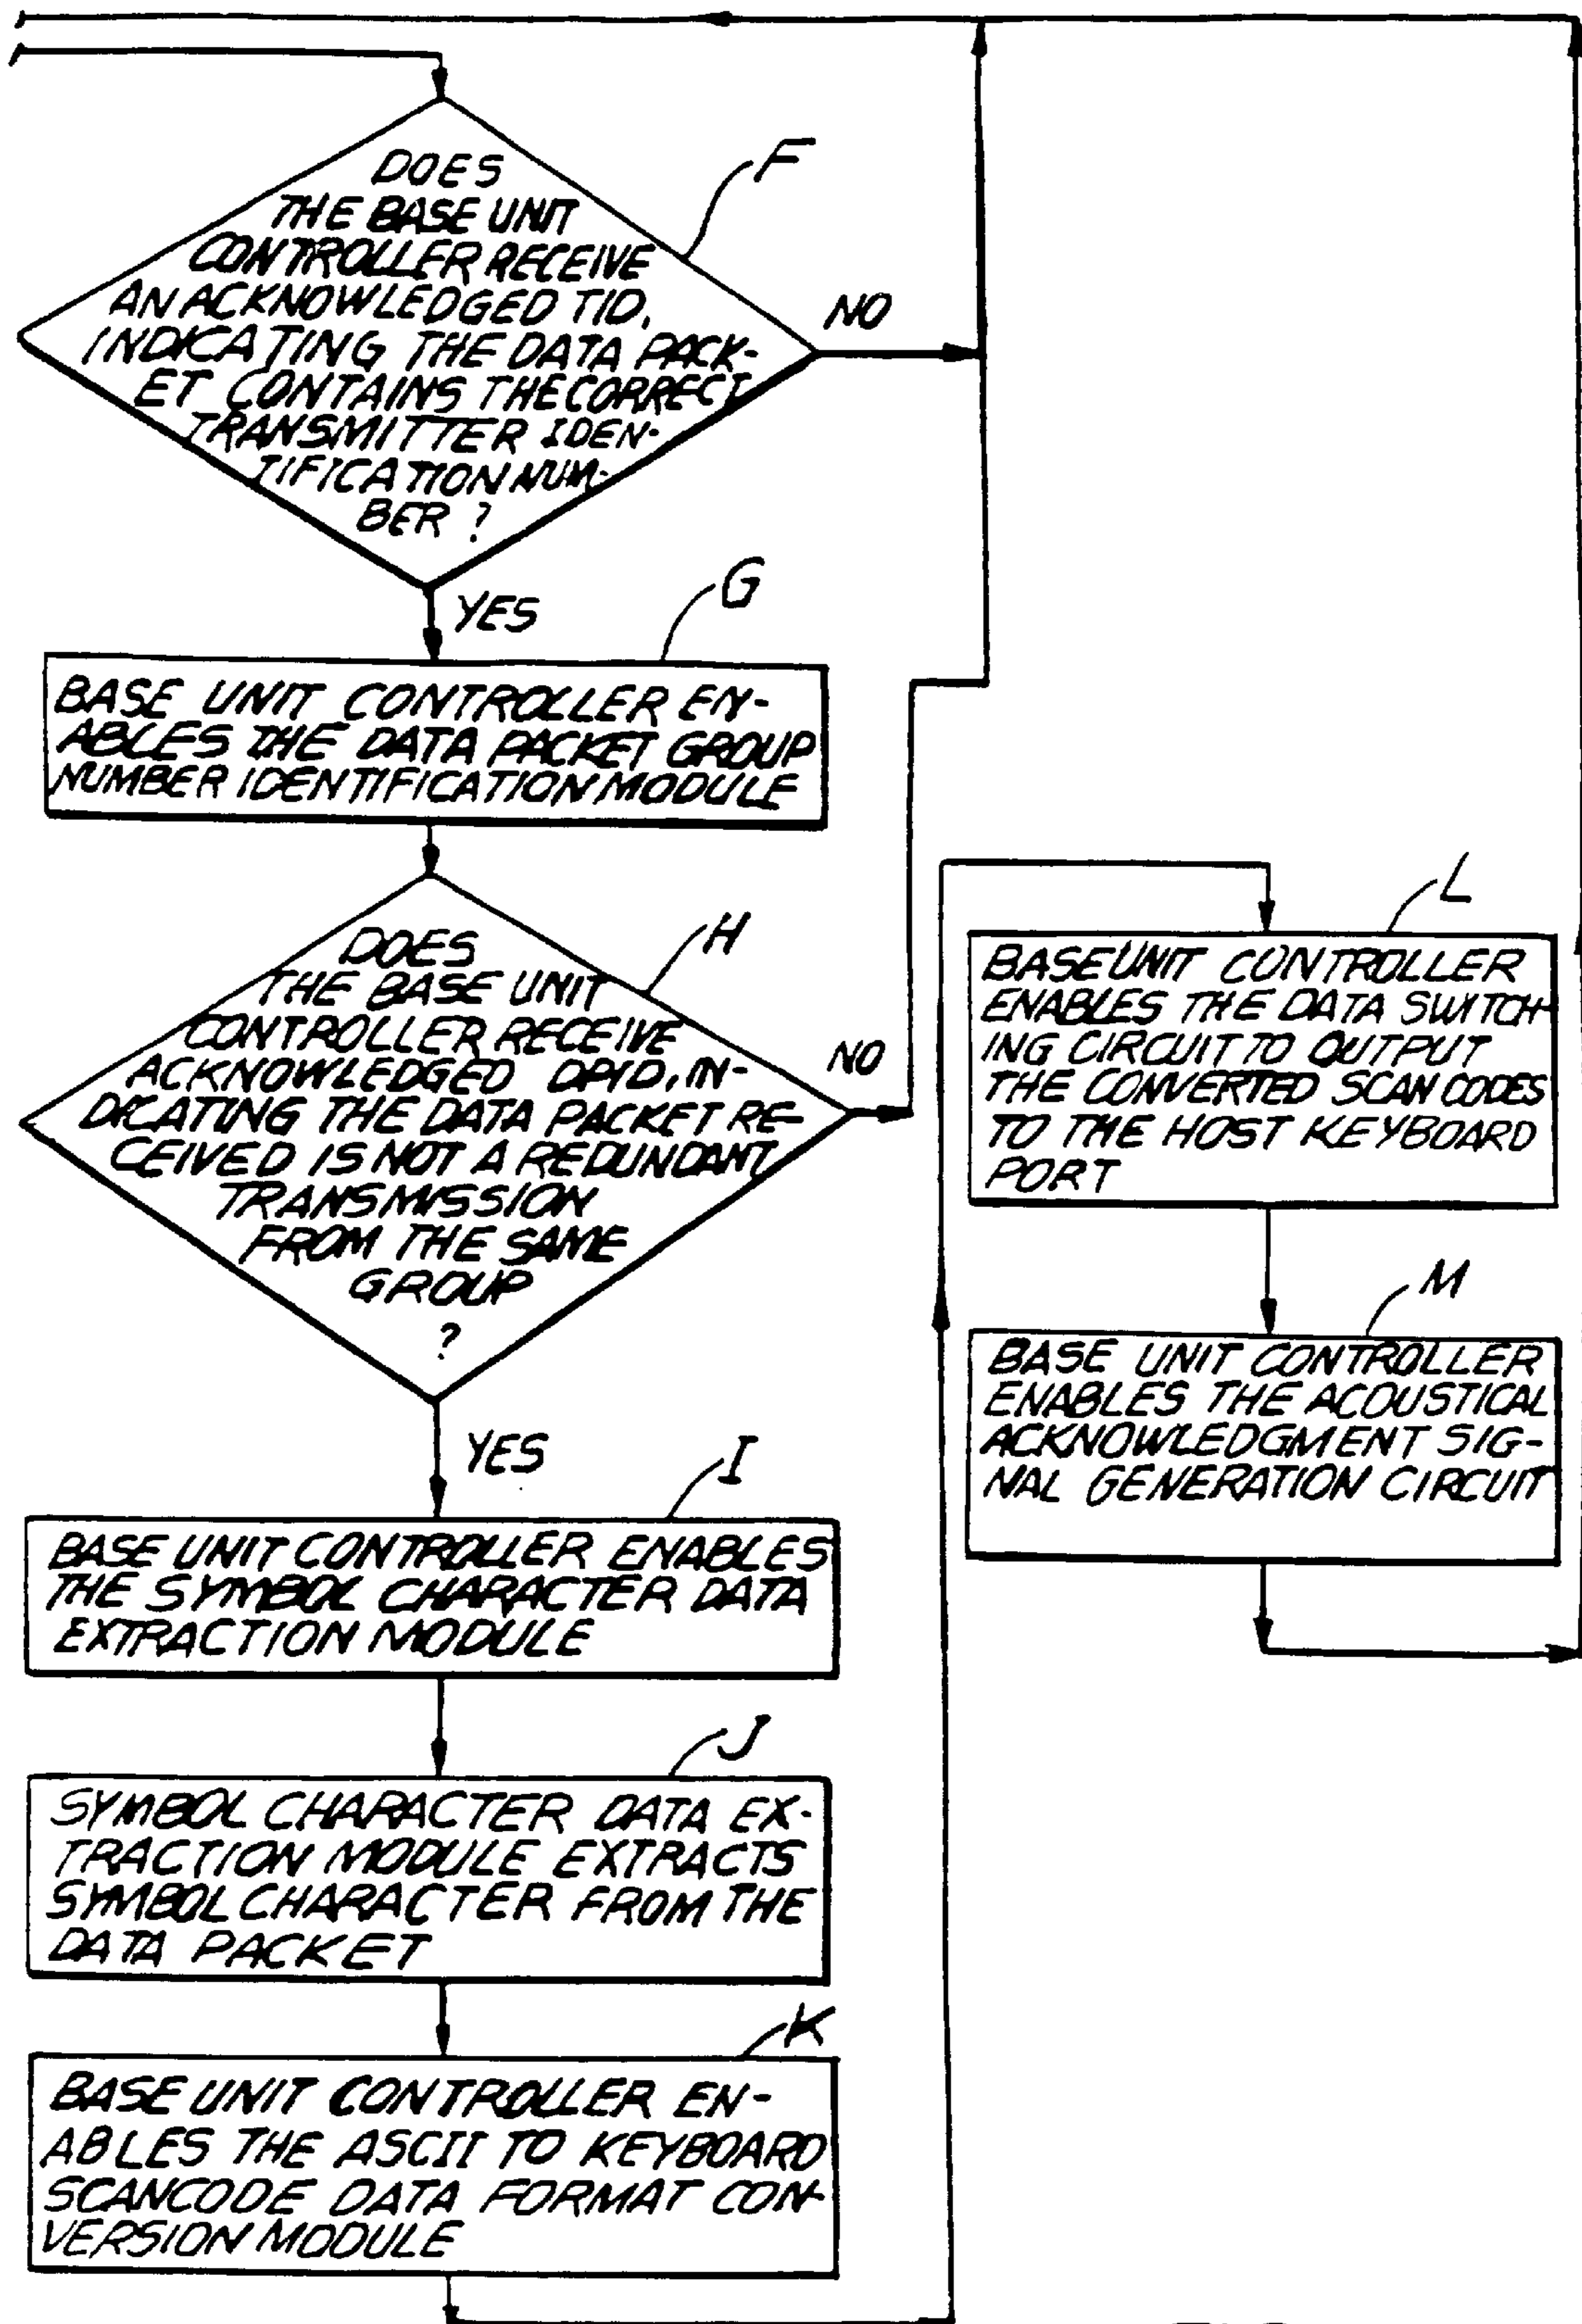 F
DOES
THE BASE UNIT
CONTROLLER RECEIVE
AN ACKNOWLEDGED TID,
INDICATING THE DATA PACK-
ET CONTAINS THE CORRECT
TRANSMITTER IDEN-
TIFICATION NUM-
BER ?
NO
YES
G
BASE UNIT CONTROLLER EN-
ABLES THE DATA PACKET GROUP
NUMBER IDENTIFICATION MODULE
H
DOES
THE BASE UNIT
CONTROLLER RECEIVE
ACKNOWLEDGED DPID, IN-
DICATING THE DATA PACKET RE-
CEIVED IS NOT A REDUNDANT
TRANSMISSION
FROM THE SAME
GROUP
?
NO
YES
I
BASE UNIT CONTROLLER ENABLES
THE SYMBOL CHARACTER DATA
EXTRACTION MODULE
J
SYMBOL CHARACTER DATA EX-
TRACTION MODULE EXTRACTS
SYMBOL CHARACTER FROM THE
DATA PACKET
K
BASE UNIT CONTROLLER EN-
ABLES THE ASCII TO KEYBOARD
SCANCODE DATA FORMAT CON-
VERSION MODULE
L
BASE UNIT CONTROLLER
ENABLES THE DATA SWITCH-
ING CIRCUIT TO OUTPUT
THE CONVERTED SCAN CODES
TO THE HOST KEYBOARD
PORT
M
BASE UNIT CONTROLLER
ENABLES THE ACOUSTICAL
ACKNOWLEDGMENT SIG-
NAL GENERATION CIRCUIT